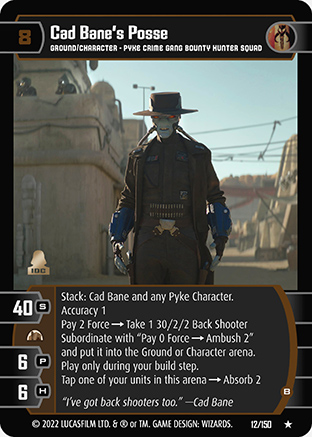 8
Cad Bane's Posse
GROUND/CHARACTER - PYKE CRIME GANG BOUNTY HUNTER SQUAD
IBC
40 S
6 P
6 H
Stack: Cad Bane and any Pyke Character.
Accuracy 1
Pay 2 Force → Take 1 30/2/2 Back Shooter
Subordinate with "Pay 0 Force → Ambush 2"
and put it into the Ground or Character arena.
Play only during your build step.
Tap one of your units in this arena → Absorb 2
B
"I've got back shooters too." —Cad Bane
© 2022 LUCASFILM LTD. & ® or TM. GAME DESIGN: WIZARDS. 12/150 ★